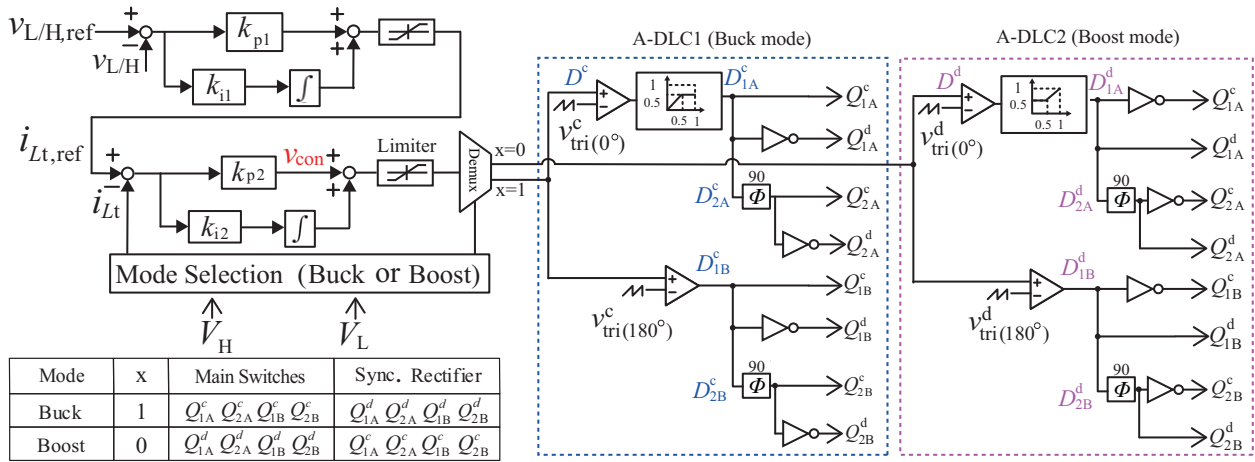 v_L/H,ref
+
−
v_L/H
k_p1
+
+
k_i1
∫
i_Lt,ref
+
−
i_Lt
k_p2
v_con
+
+
k_i2
∫
Limiter
Demux
x=0
x=1
Mode Selection (Buck or Boost)
V_H
V_L
Mode x Main Switches Sync. Rectifier
Buck 1 Q^c_1A Q^c_2A Q^c_1B Q^c_2B Q^d_1A Q^d_2A Q^d_1B Q^d_2B
Boost 0 Q^d_1A Q^d_2A Q^d_1B Q^d_2B Q^c_1A Q^c_2A Q^c_1B Q^c_2B
A-DLC1 (Buck mode)
D^c
+
−
v^c_tri(0°)
1
0.5
0.5 1
D^c_1A
Q^c_1A
Q^d_1A
D^c_2A
90
Φ
Q^c_2A
Q^d_2A
+
−
v^c_tri(180°)
D^c_1B
Q^c_1B
Q^d_1B
D^c_2B
90
Φ
Q^c_2B
Q^d_2B
A-DLC2 (Boost mode)
D^d
+
−
v^d_tri(0°)
1
0.5
0.5 1
D^d_1A
Q^c_1A
Q^d_1A
D^d_2A
90
Φ
Q^c_2A
Q^d_2A
+
−
v^d_tri(180°)
D^d_1B
Q^c_1B
Q^d_1B
D^d_2B
90
Φ
Q^c_2B
Q^d_2B